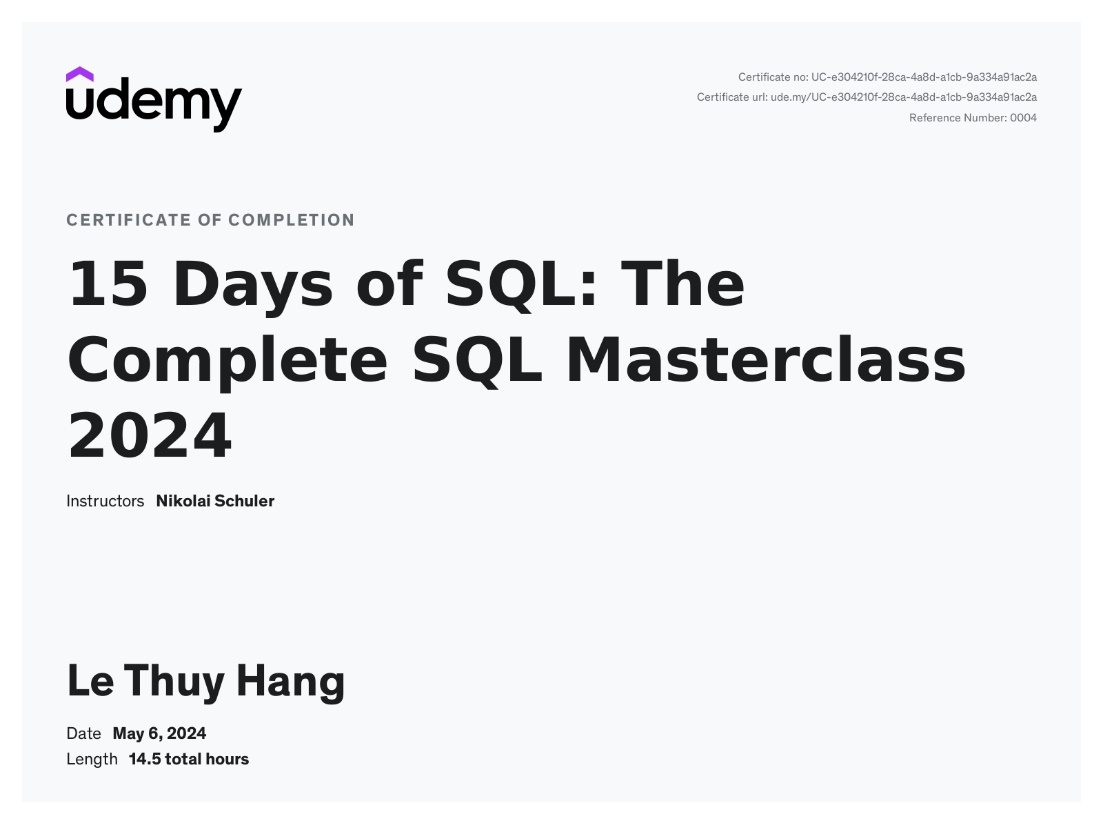 udemy
Certificate no: UC-e304210f-28ca-4a8d-a1cb-9a334a91ac2a
Certificate url: ude.my/UC-e304210f-28ca-4a8d-a1cb-9a334a91ac2a
Reference Number: 0004
CERTIFICATE OF COMPLETION
15 Days of SQL: The
Complete SQL Masterclass
2024
Instructors Nikolai Schuler
Le Thuy Hang
Date May 6, 2024
Length 14.5 total hours